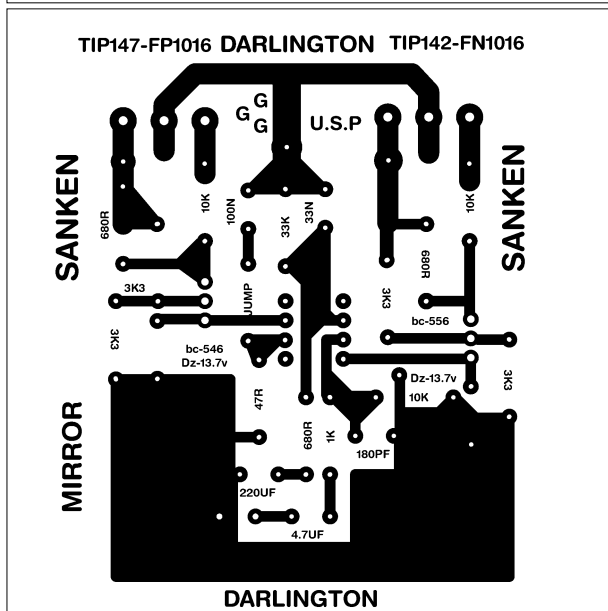 TIP147-FP1016 DARLINGTON TIP142-FN1016
G
G
G
U.S.P
SANKEN
SANKEN
680R
10K
100N
33K
33N
10K
680R
3K3
JUMP
3K3
3K3
bc-546
Dz-13.7v
bc-556
Dz-13.7v
3K3
10K
47R
680R
1K
180PF
MIRROR
220UF
4.7UF
DARLINGTON